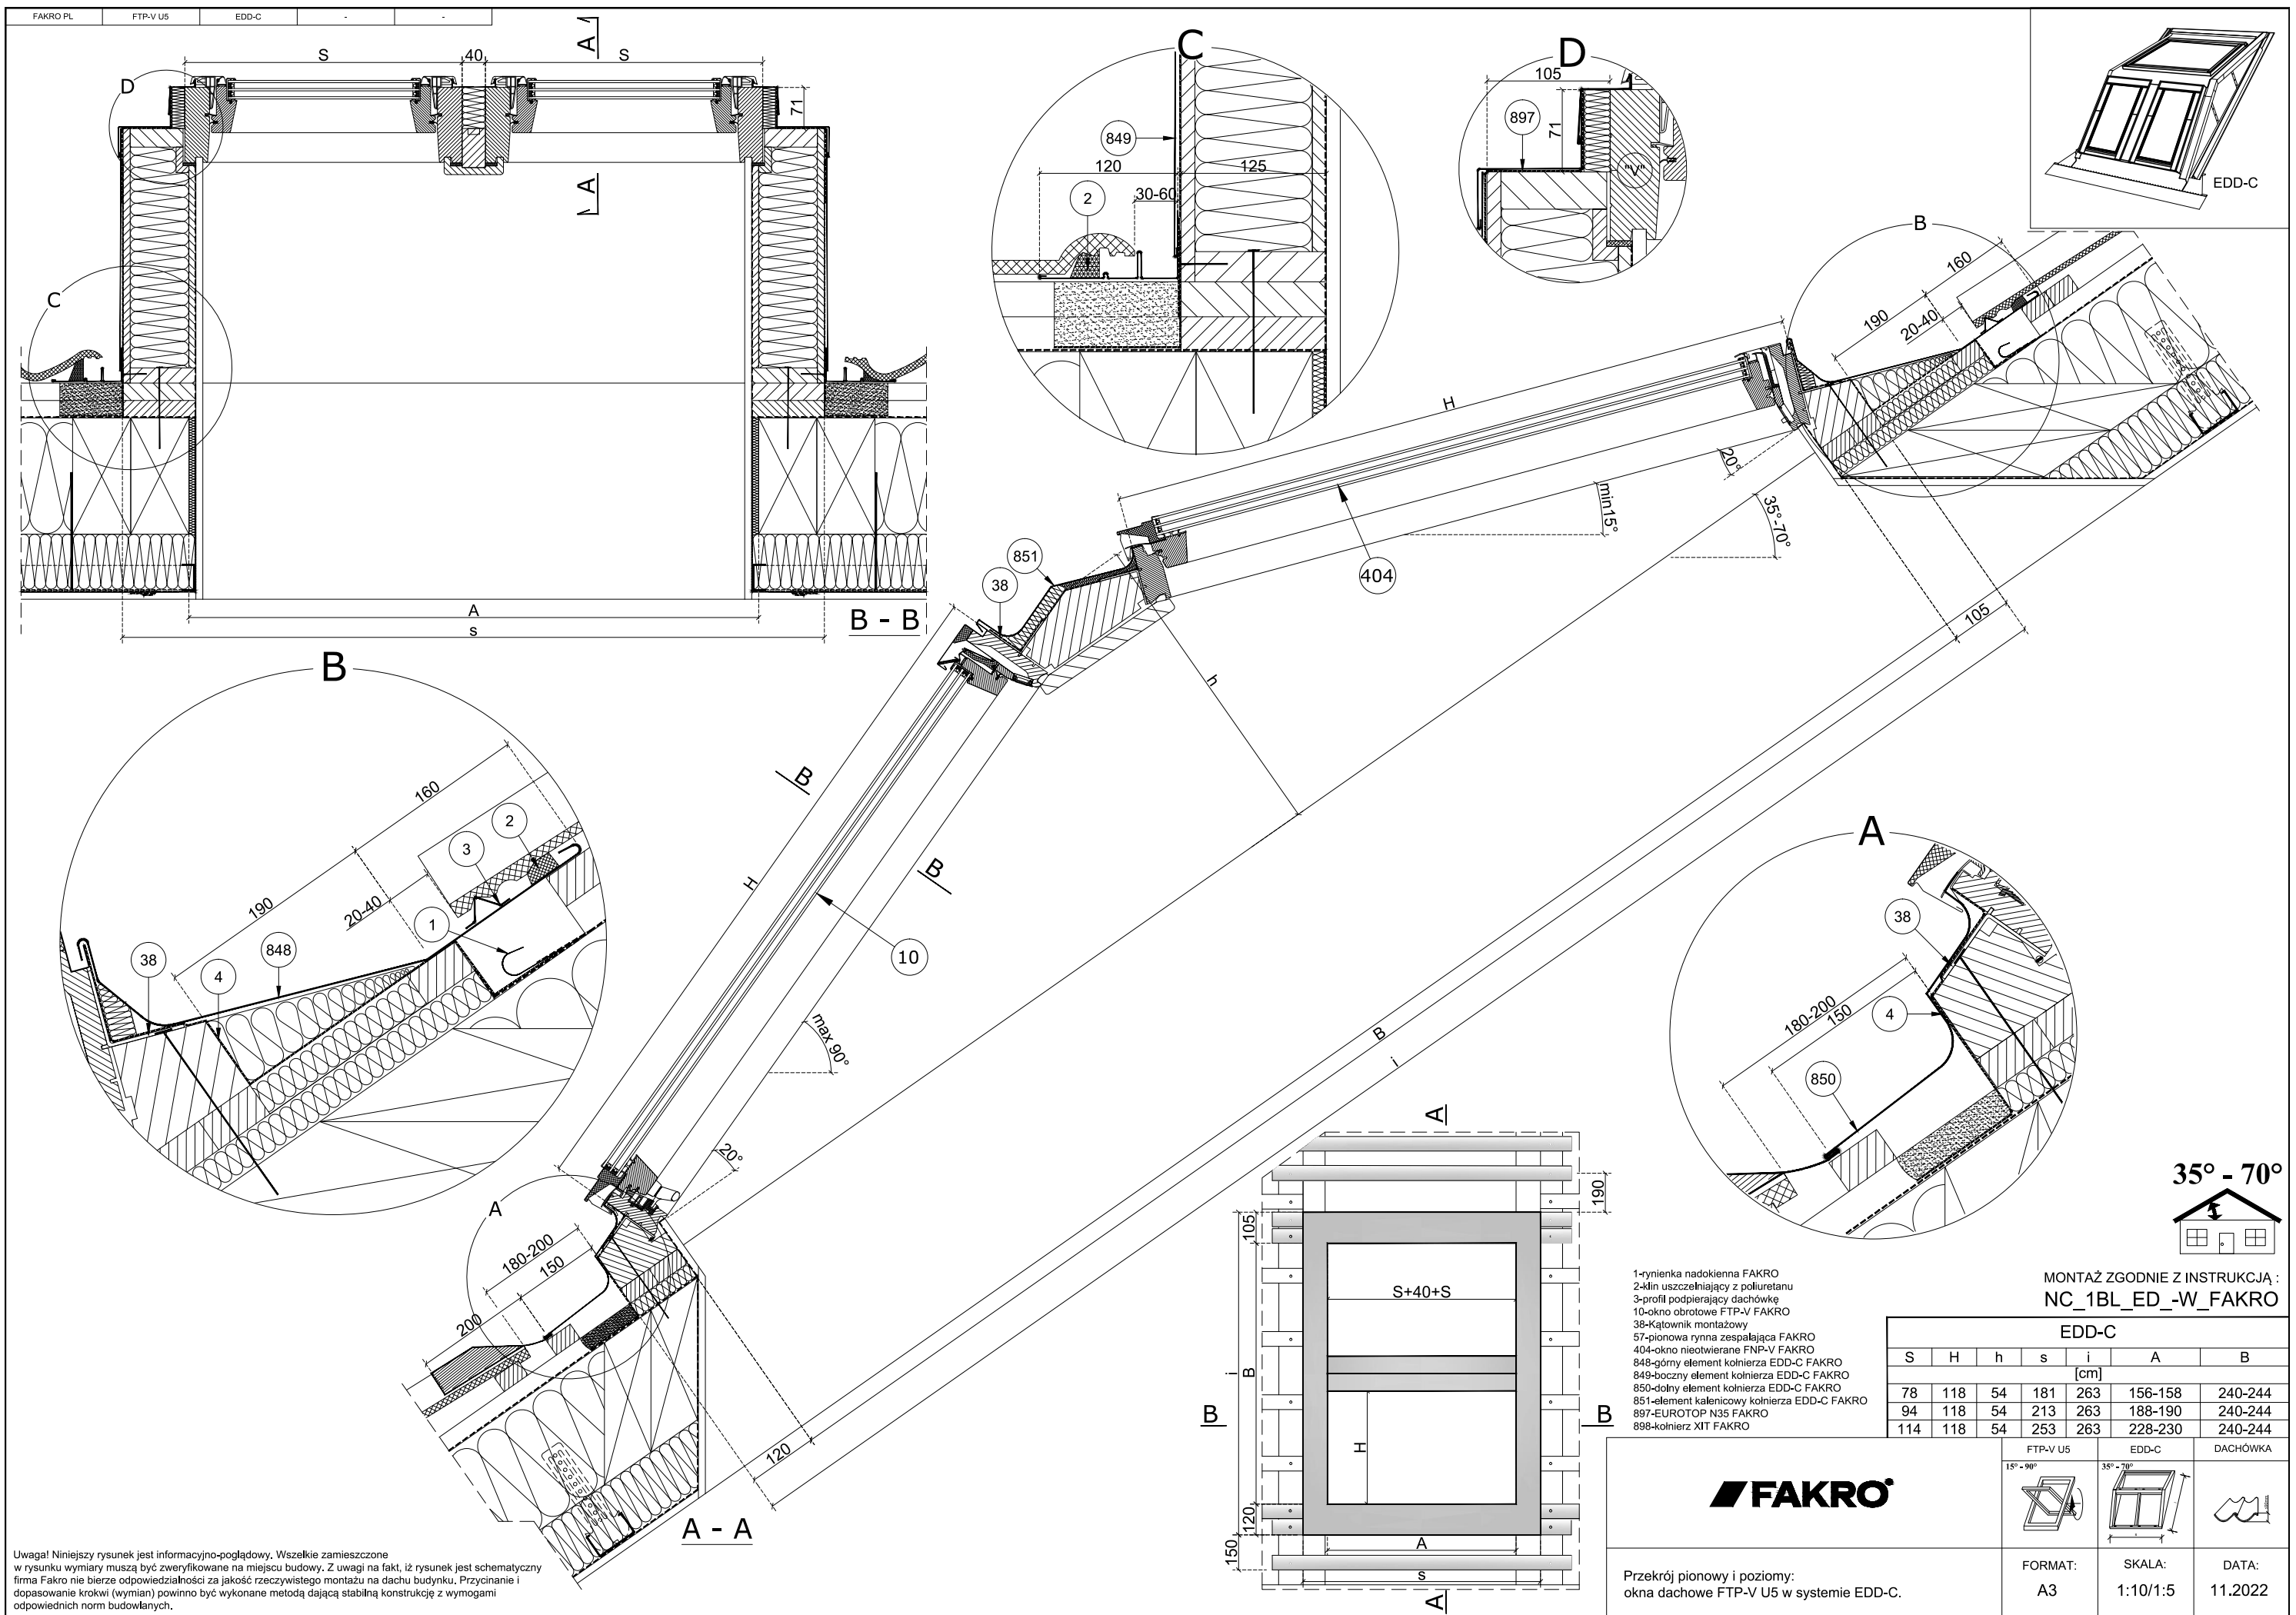 FAKRO PL FTP-V U5 EDD-C - -
S 40 S
A
D
71
A
C
A
s
B - B
C
849
120
125
30-60
2
D
105
897
71
"V"
EDD-C
B
160
190
20-40
H
20°
min15°
35°-70°
404
851
38
h
105
B
H
B
10
max 90°
20°
B
i
A
180-200
150
200
120
A - A
B
160
190
20-40
2
3
1
848
38
4
A
38
180-200
150
4
850
A
190
105
S+40+S
i
B
B
B
H
120
150
A
s
A
35° - 70°
1-rynienka nadokienna FAKRO
2-klin uszczelniający z poliuretanu
3-profil podpierający dachówkę
10-okno obrotowe FTP-V FAKRO
38-Kątownik montażowy
57-pionowa rynna zespalająca FAKRO
404-okno nieotwierane FNP-V FAKRO
848-górny element kołnierza EDD-C FAKRO
849-boczny element kołnierza EDD-C FAKRO
850-dolny element kołnierza EDD-C FAKRO
851-element kalenicowy kołnierza EDD-C FAKRO
897-EUROTOP N35 FAKRO
898-kołnierz XIT FAKRO
MONTAŻ ZGODNIE Z INSTRUKCJĄ :
NC_1BL_ED_-W_FAKRO
EDD-C
S H h s i A B
[cm]
78 118 54 181 263 156-158 240-244
94 118 54 213 263 188-190 240-244
114 118 54 253 263 228-230 240-244
FAKRO®
FTP-V U5 EDD-C DACHÓWKA
15° - 90° 35° - 70°
Przekrój pionowy i poziomy:
okna dachowe FTP-V U5 w systemie EDD-C.
FORMAT: SKALA: DATA:
A3 1:10/1:5 11.2022
Uwaga! Niniejszy rysunek jest informacyjno-poglądowy. Wszelkie zamieszczone
w rysunku wymiary muszą być zweryfikowane na miejscu budowy. Z uwagi na fakt, iż rysunek jest schematyczny
firma Fakro nie bierze odpowiedzialności za jakość rzeczywistego montażu na dachu budynku. Przycinanie i
dopasowanie krokwi (wymian) powinno być wykonane metodą dającą stabilną konstrukcję z wymogami
odpowiednich norm budowlanych.